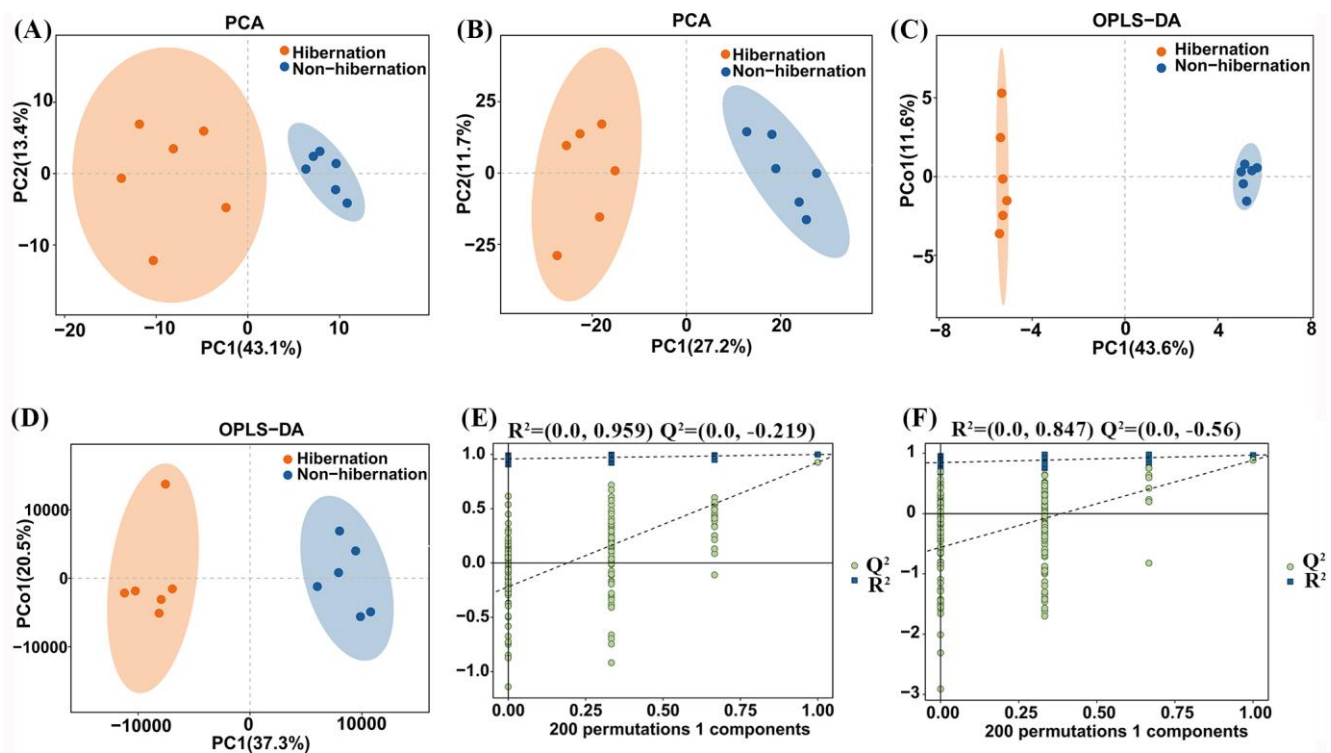 (A)
PCA
Hibernation
Non−hibernation
10
0
−10
PC2(13.4%)
−20
−10
0
10
PC1(43.1%)
(B)
PCA
Hibernation
Non−hibernation
25
0
−25
PC2(11.7%)
−20
0
20
PC1(27.2%)
(C)
OPLS−DA
Hibernation
Non−hibernation
5
0
−5
PCo1(11.6%)
−8
−4
0
4
8
PC1(43.6%)
(D)
OPLS−DA
Hibernation
Non−hibernation
10000
0
−10000
PCo1(20.5%)
−10000
0
10000
PC1(37.3%)
(E)
R²=(0.0, 0.959) Q²=(0.0, -0.219)
1.0
0.5
0.0
−0.5
−1.0
0.00
0.25
0.50
0.75
1.00
200 permutations 1 components
Q²
R²
(F)
R²=(0.0, 0.847) Q²=(0.0, -0.56)
1
0
−1
−2
−3
0.00
0.25
0.50
0.75
1.00
200 permutations 1 components
Q²
R²